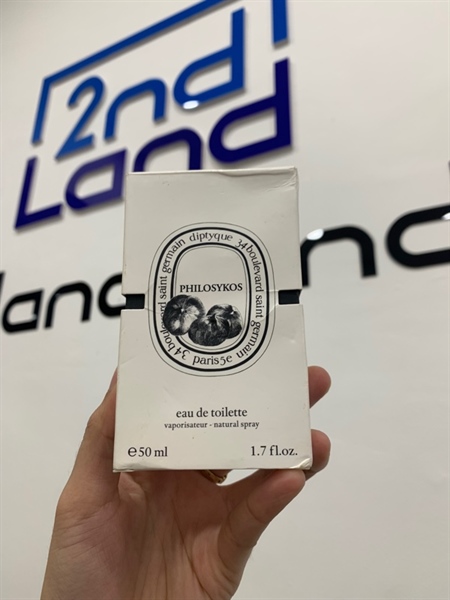 2nd
Land
land
land
diptyque 34 boulevard saint germain paris 5e 34 boulevard saint germain
PHILOSYKOS
eau de toilette
vaporisateur - natural spray
e 50 ml 1.7 fl.oz.